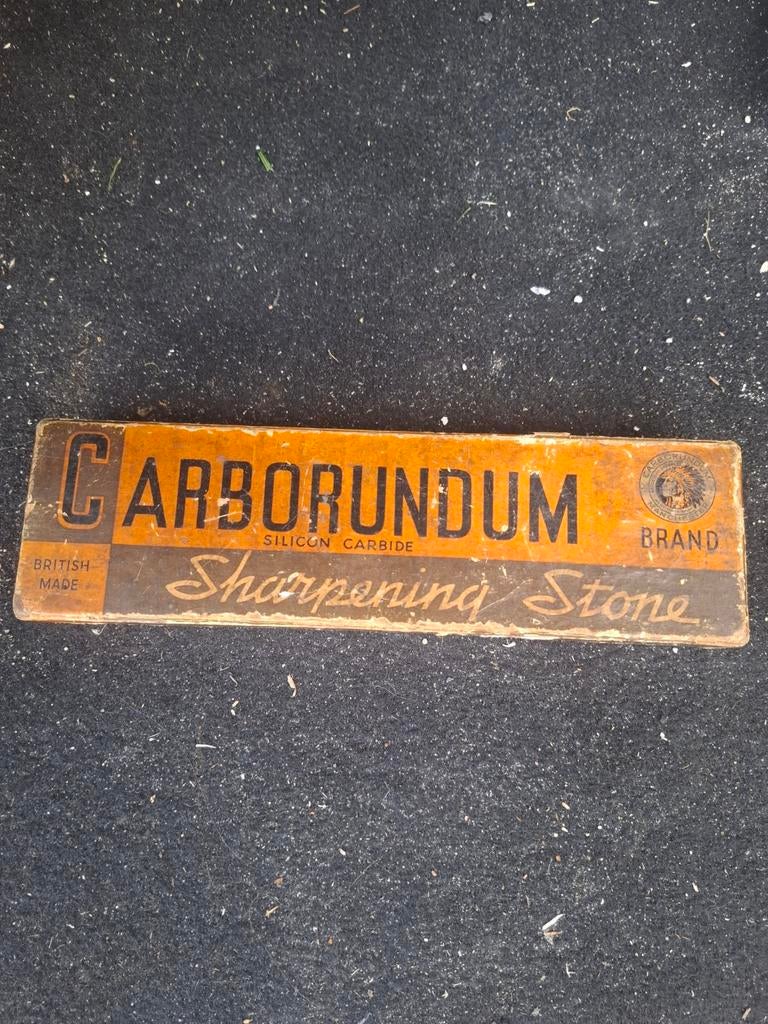 CARBORUNDUM
SILICON CARBIDE
BRAND
BRITISH
MADE
Sharpening Stone